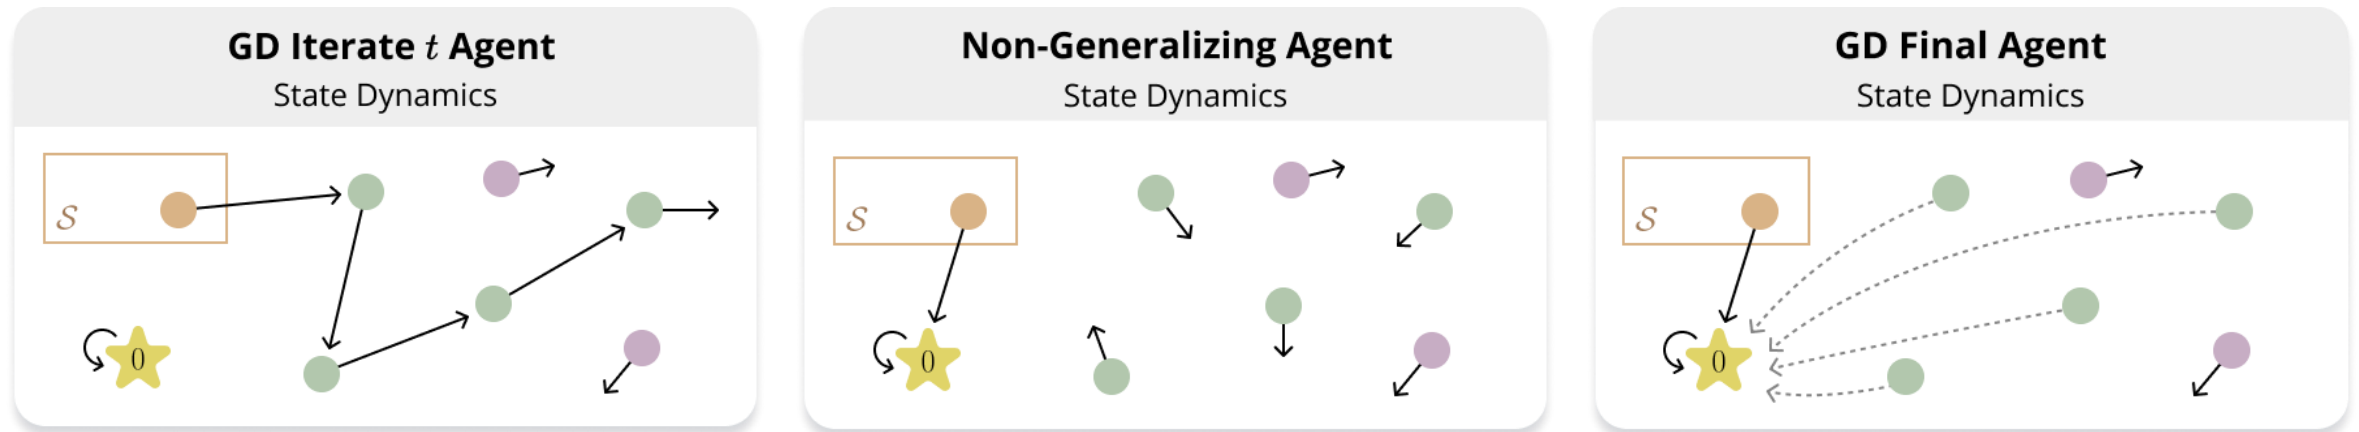 GD Iterate t Agent
State Dynamics
S
0
Non-Generalizing Agent
State Dynamics
S
0
GD Final Agent
State Dynamics
S
0